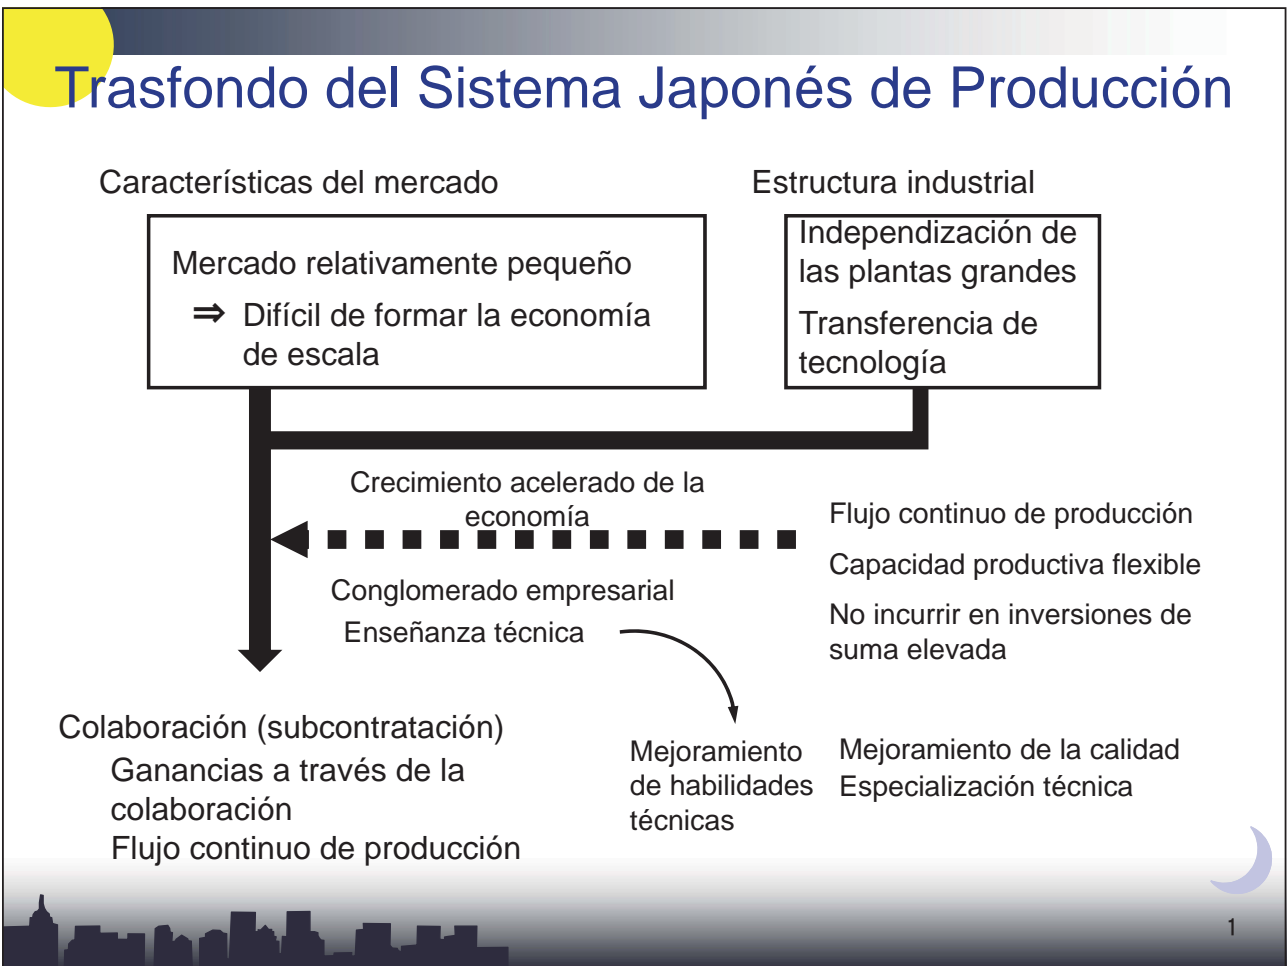 Trasfondo del Sistema Japonés de Producción
Características del mercado
Mercado relativamente pequeño
⇒ Difícil de formar la economía
de escala
Estructura industrial
Independización de
las plantas grandes
Transferencia de
tecnología
Crecimiento acelerado de la
economía
Conglomerado empresarial
Enseñanza técnica
Flujo continuo de producción
Capacidad productiva flexible
No incurrir en inversiones de
suma elevada
Colaboración (subcontratación)
Ganancias a través de la
colaboración
Flujo continuo de producción
Mejoramiento
de habilidades
técnicas
Mejoramiento de la calidad
Especialización técnica
1